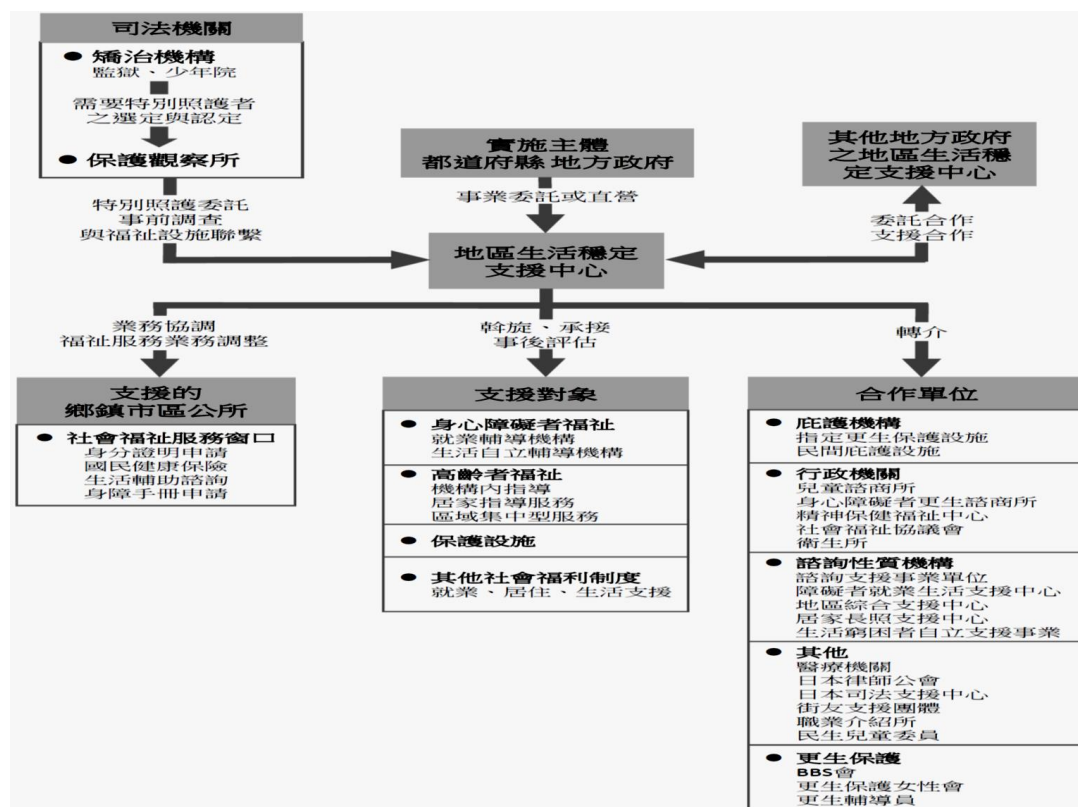 司法機關
● 矯治機構
監獄、少年院
需要特別照護者
之選定與認定
● 保護觀察所
特別照護委託
事前調查
與福祉設施聯繫
實施主體
都道府縣 地方政府
事業委託或直營
其他地方政府
之地區生活穩
定支援中心
委託合作
支援合作
地區生活穩定
支援中心
業務協調
福祉服務業務調整
斡旋、承接
事後評估
轉介
支援的
鄉鎮市區公所
● 社會福祉服務窗口
身分證明申請
國民健康保險
生活輔助諮詢
身障手冊申請
支援對象
● 身心障礙者福祉
就業輔導機構
生活自立輔導機構
● 高齡者福祉
機構內指導
居家指導服務
區域集中型服務
● 保護設施
● 其他社會福利制度
就業、居住、生活支援
合作單位
● 庇護機構
指定更生保護設施
民間庇護設施
● 行政機關
兒童諮商所
身心障礙者更生諮商所
精神保健福祉中心
社會福祉協議會
衛生所
● 諮詢性質機構
諮詢支援事業單位
障礙者就業生活支援中心
地區綜合支援中心
居家長照支援中心
生活窮困者自立支援事業
● 其他
醫療機關
日本律師公會
日本司法支援中心
街友支援團體
職業介紹所
民生兒童委員
● 更生保護
BBS會
更生保護女性會
更生輔導員